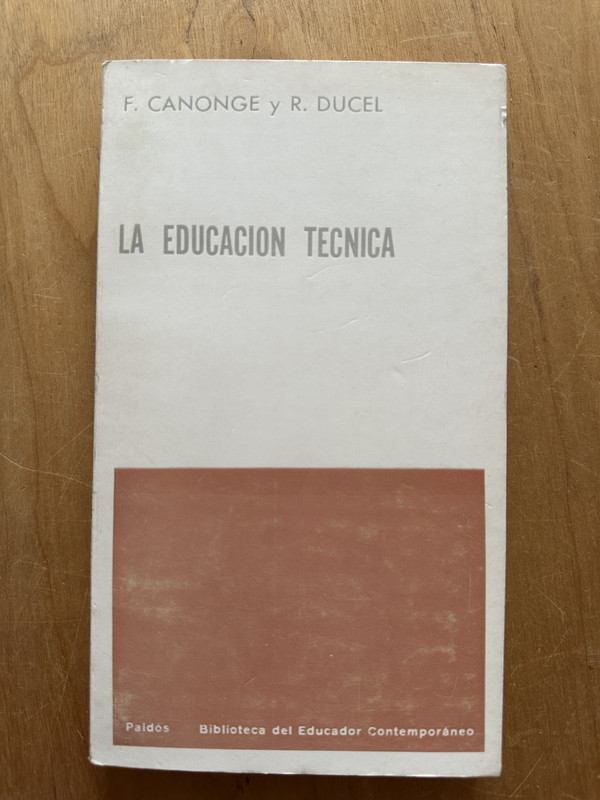 F. CANONGE y R. DUCEL
LA EDUCACION TECNICA
Paidós Biblioteca del Educador Contemporáneo